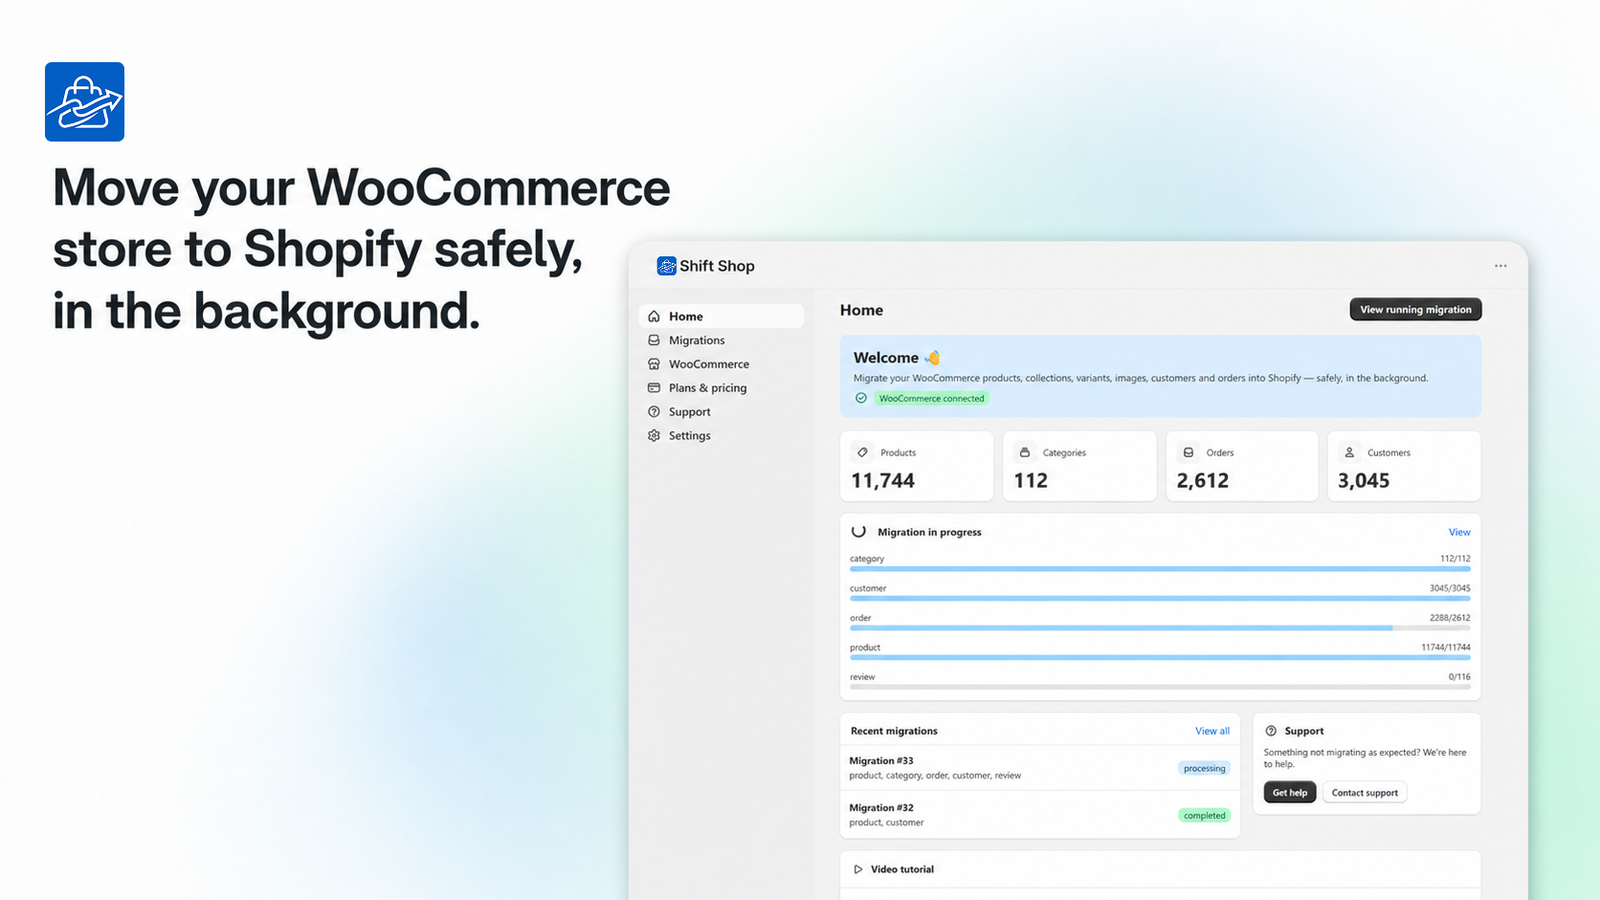 Move your WooCommerce
store to Shopify safely,
in the background.
Shift Shop
Home
Migrations
WooCommerce
Plans & pricing
Support
Settings
Home
View running migration
Welcome 👋
Migrate your WooCommerce products, collections, variants, images, customers and orders into Shopify — safely, in the background.
WooCommerce connected
Products
11,744
Categories
112
Orders
2,612
Customers
3,045
Migration in progress
View
category
112/112
customer
3045/3045
order
2288/2612
product
11744/11744
review
0/116
Recent migrations
View all
Migration #33
product, category, order, customer, review
processing
Migration #32
product, customer
completed
Support
Something not migrating as expected? We're here
to help.
Get help
Contact support
Video tutorial